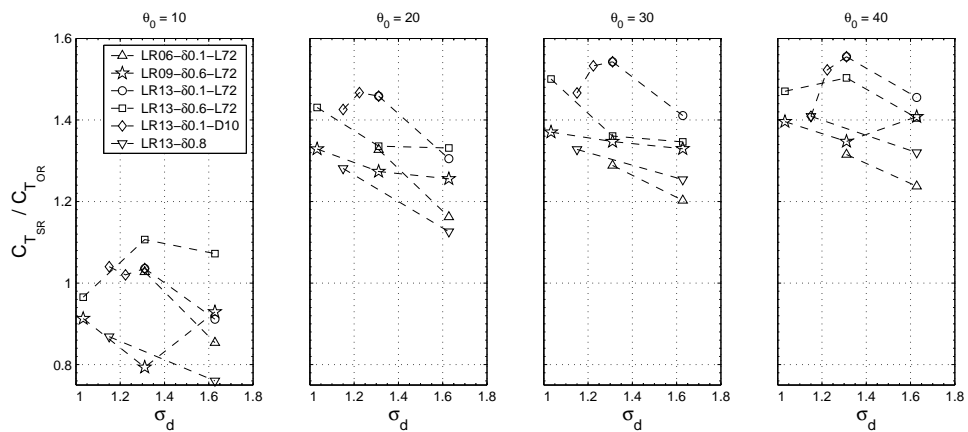 θ0 = 10
θ0 = 20
θ0 = 30
θ0 = 40
CTSR / CTOR
1.6
1.4
1.2
1
0.8
LR06−δ0.1−L72
LR09−δ0.6−L72
LR13−δ0.1−L72
LR13−δ0.6−L72
LR13−δ0.1−D10
LR13−δ0.8
1 1.2 1.4 1.6 1.8
1 1.2 1.4 1.6 1.8
1 1.2 1.4 1.6 1.8
1 1.2 1.4 1.6 1.8
σd
σd
σd
σd